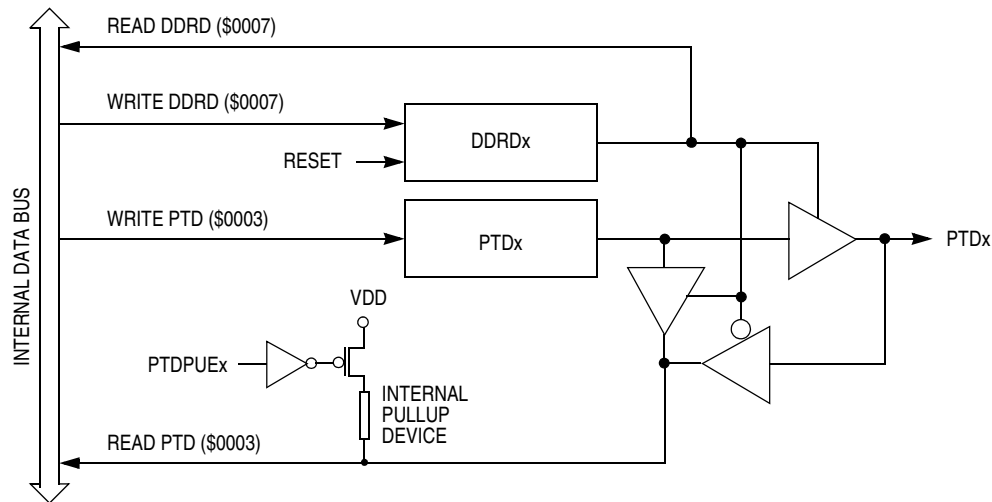 READ DDRD ($0007)
WRITE DDRD ($0007)
DDRDx
RESET
INTERNAL DATA BUS
WRITE PTD ($0003)
PTDx
PTDx
VDD
PTDPUEx
INTERNAL
PULLUP
DEVICE
READ PTD ($0003)